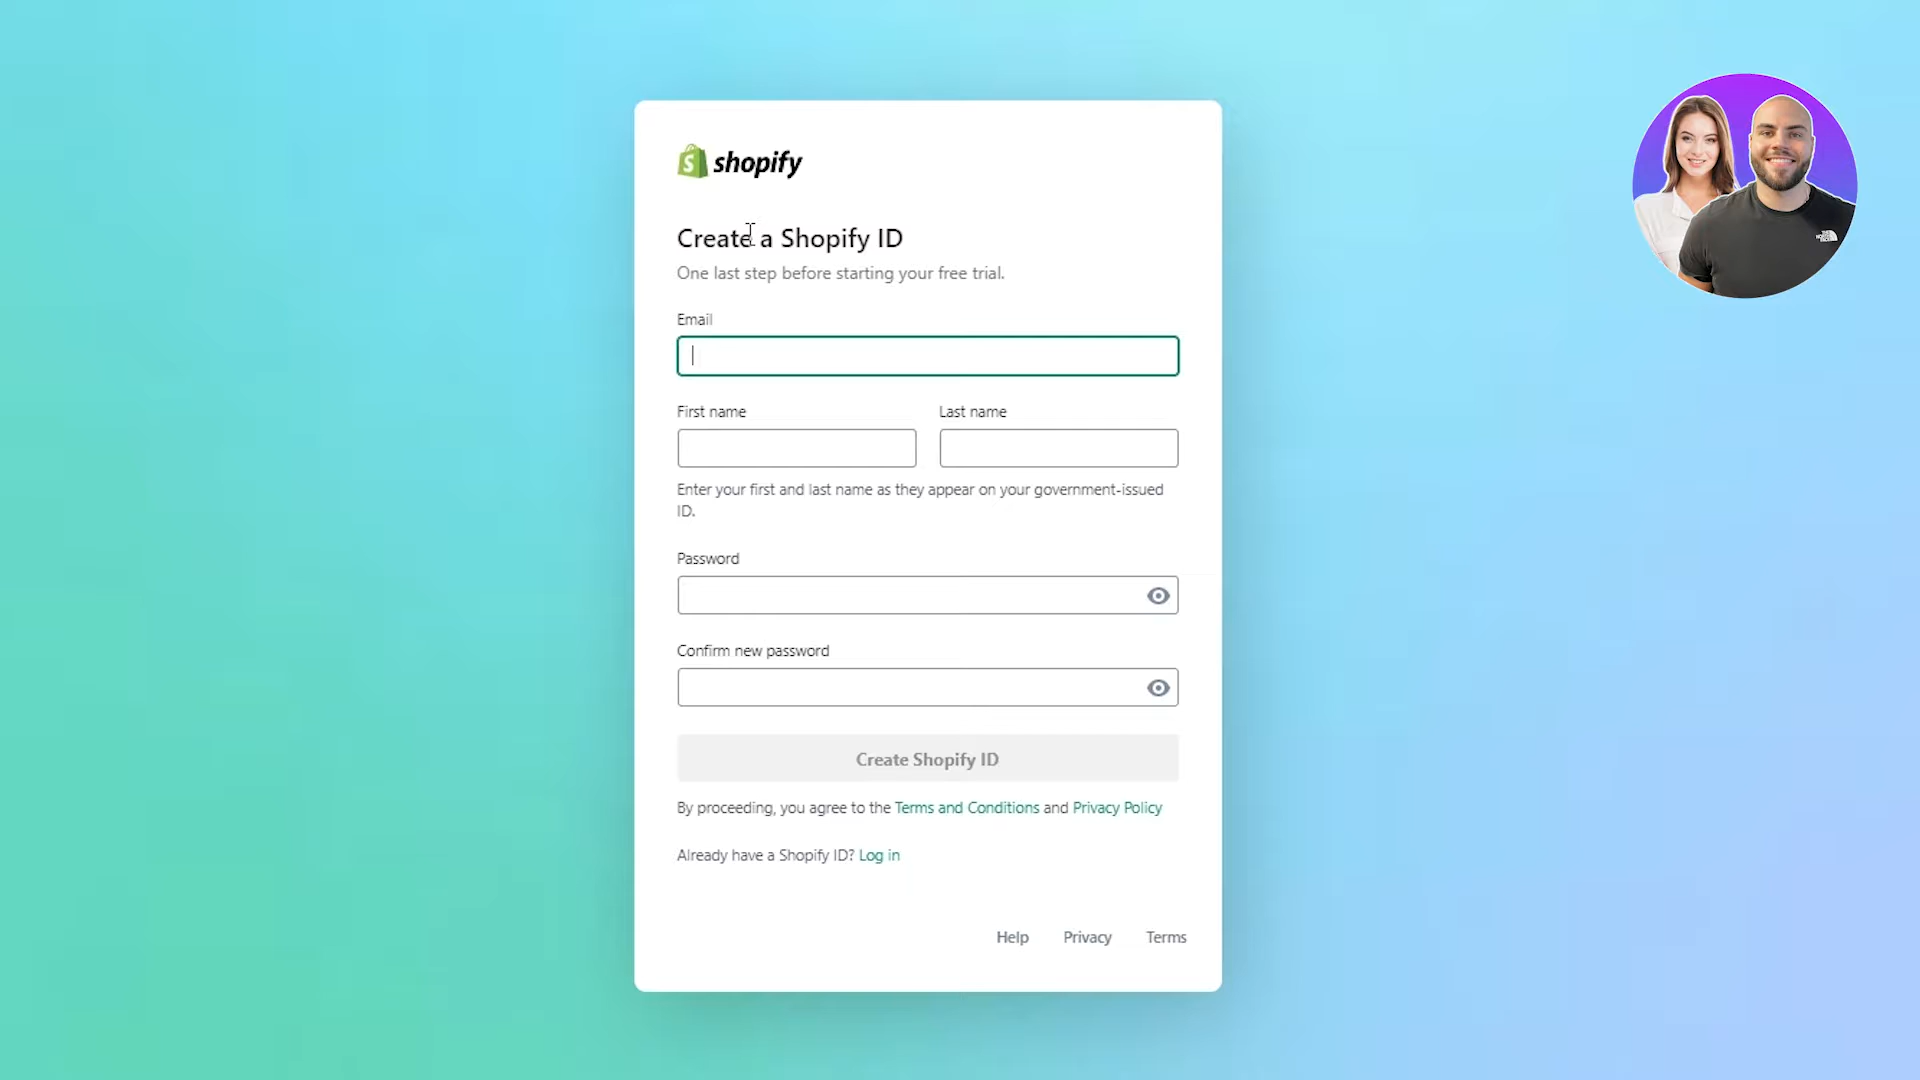 shopify
Create a Shopify ID
One last step before starting your free trial.
Email
First name
Last name
Enter your first and last name as they appear on your government-issued
ID.
Password
Confirm new password
Create Shopify ID
By proceeding, you agree to the Terms and Conditions and Privacy Policy
Already have a Shopify ID? Log in
Help
Privacy
Terms